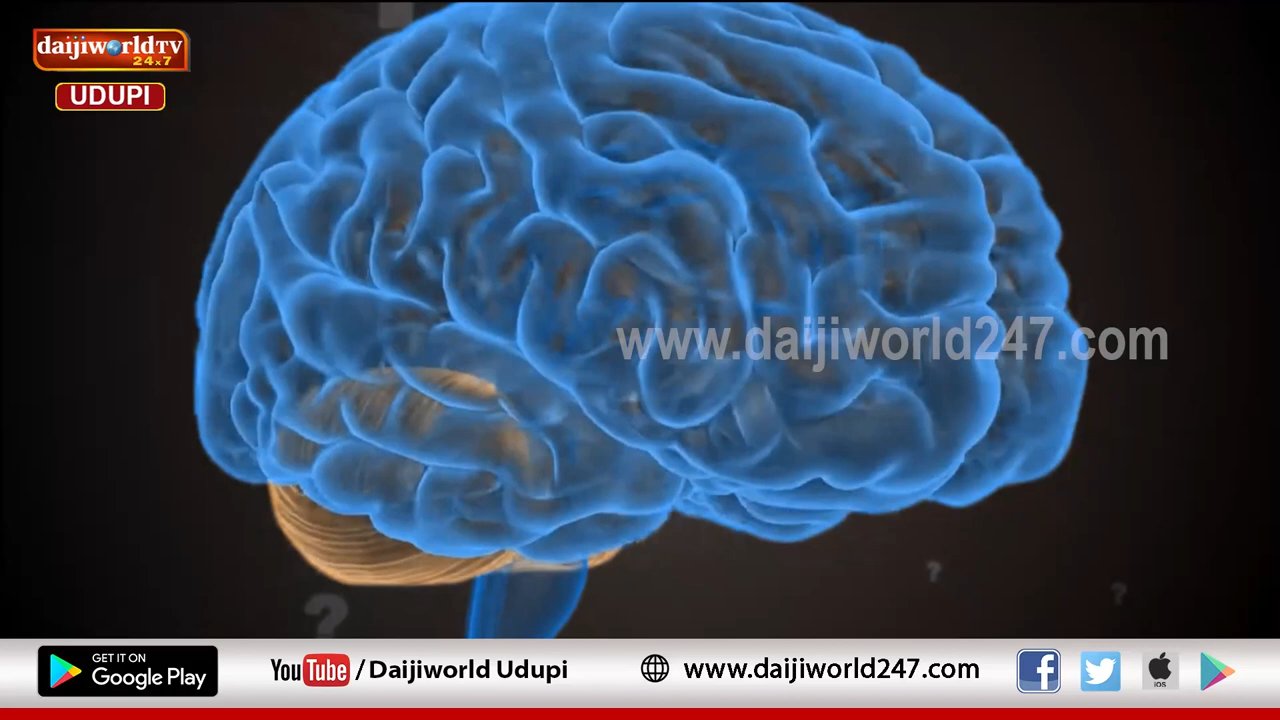 daijiworldTV
24x7
UDUPI
www.daijiworld247.com
?
?
?
GET IT ON
Google Play
YouTube / Daijiworld Udupi
www.daijiworld247.com
f
iOS